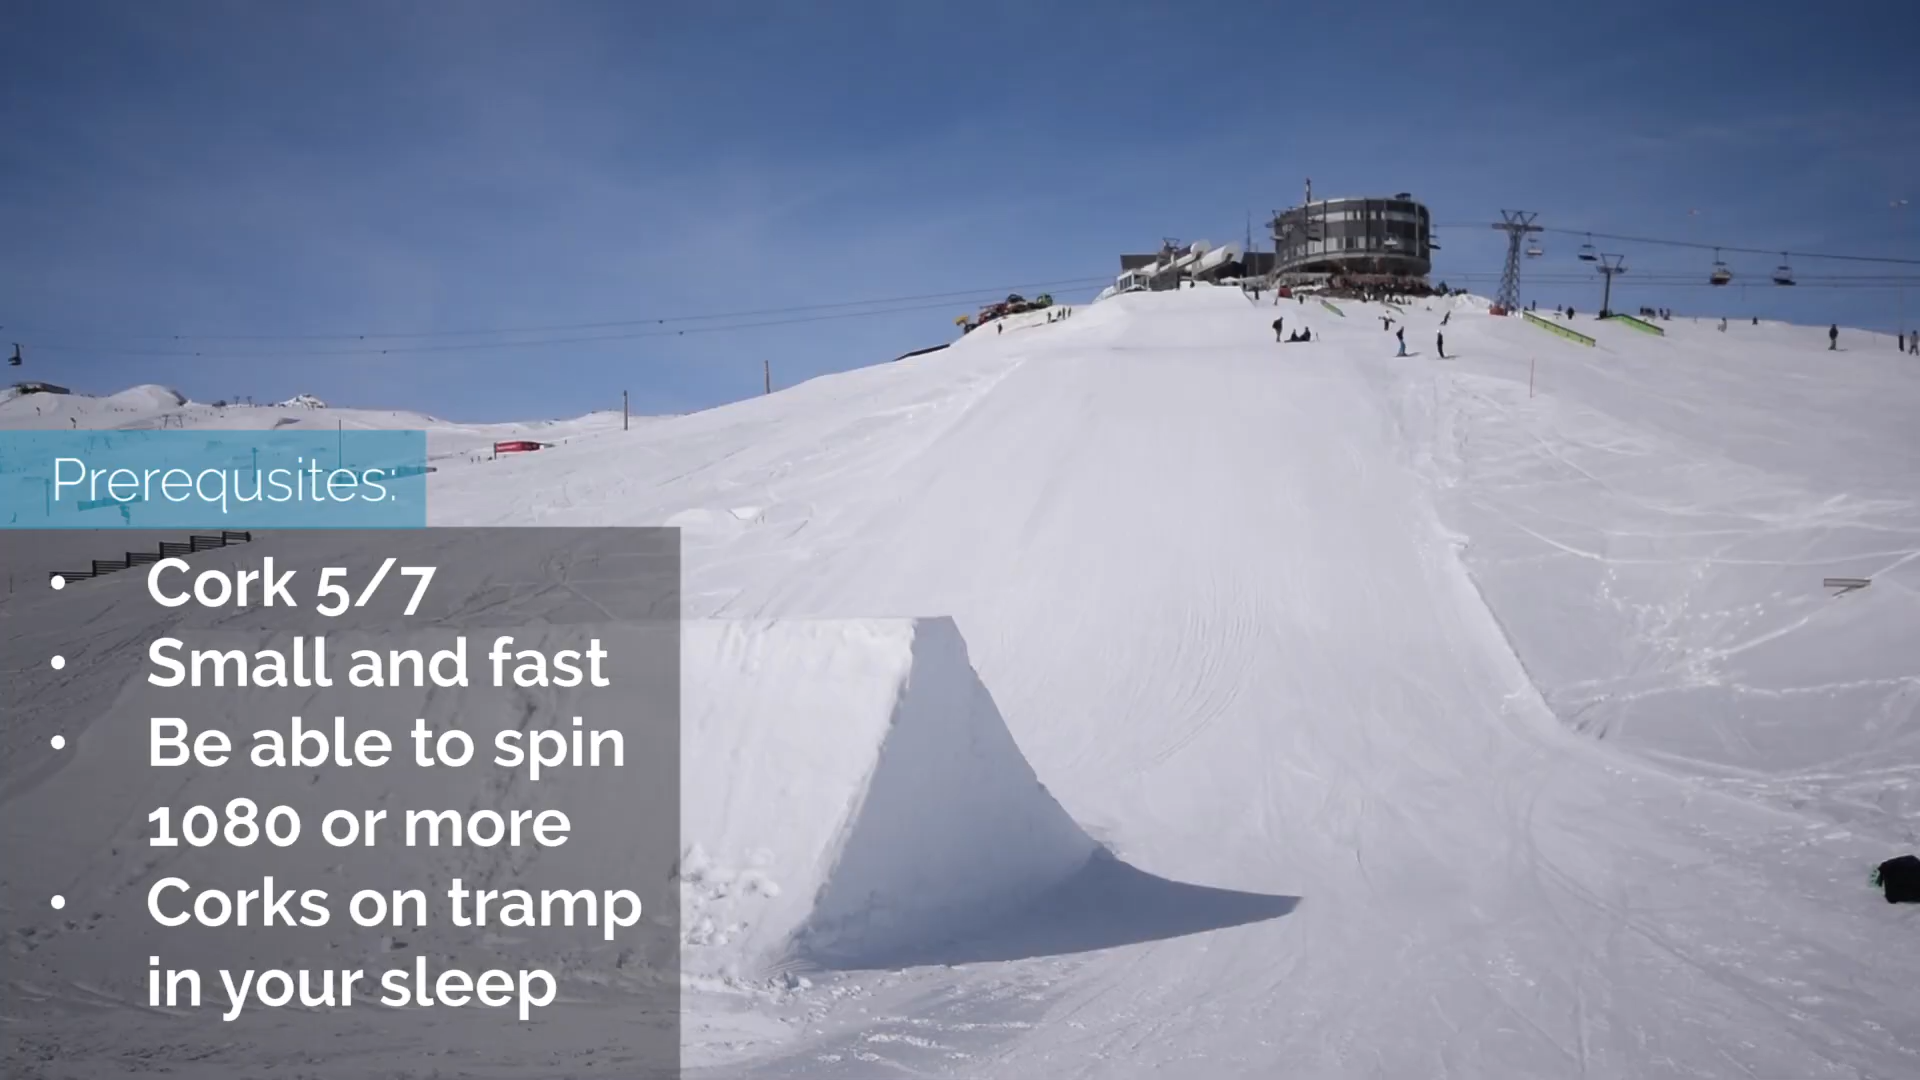 Prerequsites:
• Cork 5/7
• Small and fast
• Be able to spin
1080 or more
• Corks on tramp
in your sleep